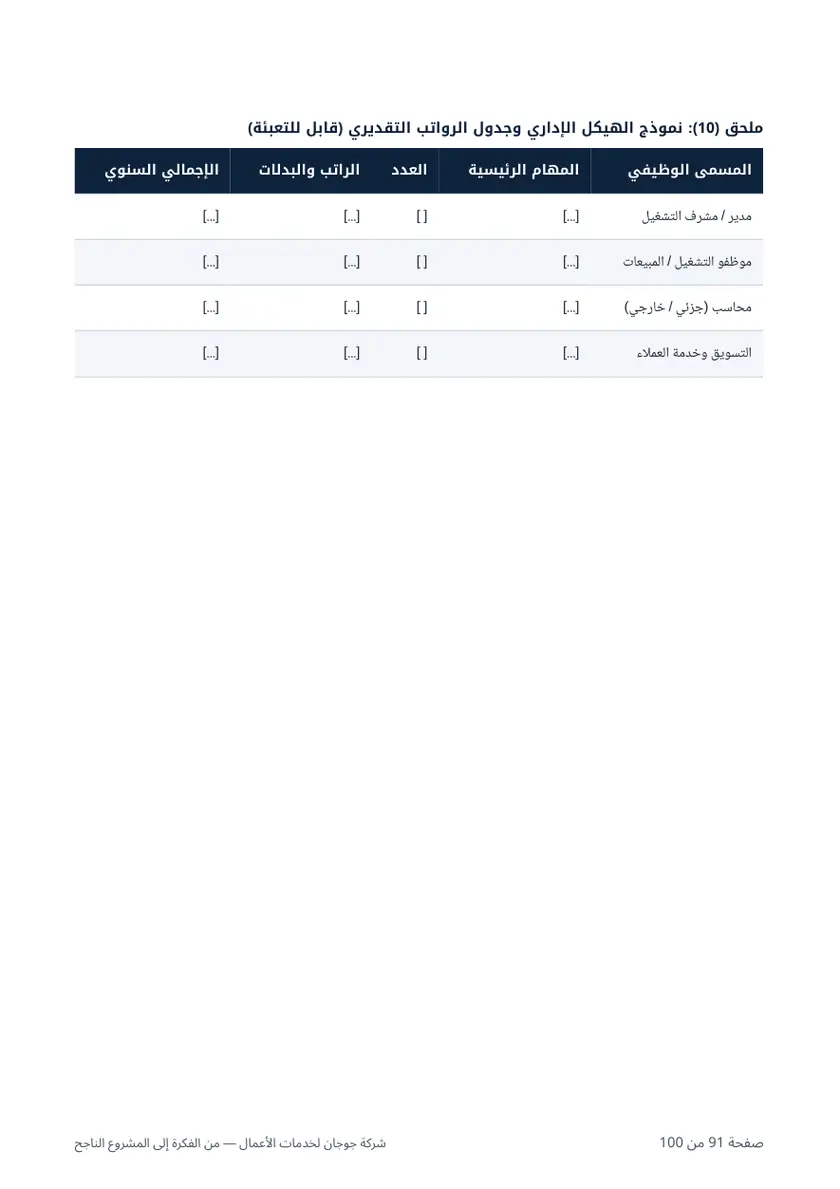 ملحق (10): نموذج الهيكل الإداري وجدول الرواتب التقديري (قابل للتعبئة)
المسمى الوظيفي المهام الرئيسية العدد الراتب والبدلات الإجمالي السنوي
مدير / مشرف التشغيل [...] [ ] [...] [...]
موظفو التشغيل / المبيعات [...] [ ] [...] [...]
محاسب (جزئي / خارجي) [...] [ ] [...] [...]
التسويق وخدمة العملاء [...] [ ] [...] [...]
صفحة 91 من 100 شركة جوجان لخدمات الأعمال — من الفكرة إلى المشروع الناجح